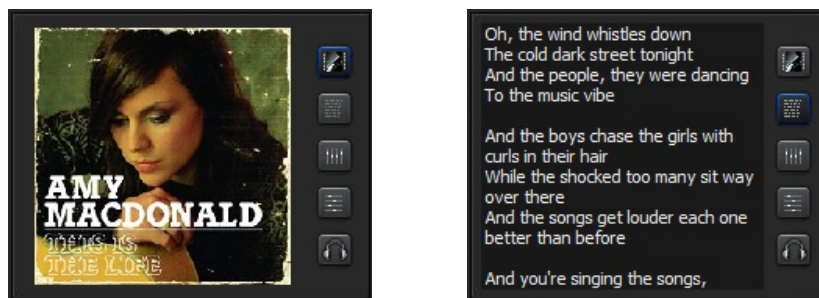 AMY
MACDONALD
THIS IS
THE LIFE
Oh, the wind whistles down
The cold dark street tonight
And the people, they were dancing
To the music vibe
And the boys chase the girls with
curls in their hair
While the shocked too many sit way
over there
And the songs get louder each one
better than before
And you're singing the songs,